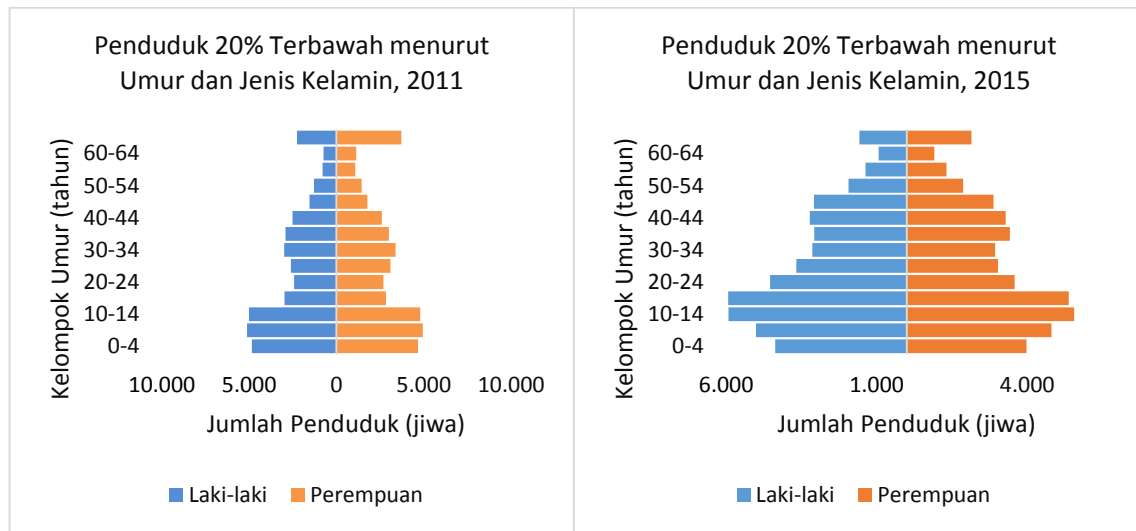 Penduduk 20% Terbawah menurut
Umur dan Jenis Kelamin, 2011
Kelompok Umur (tahun)
60-64
50-54
40-44
30-34
20-24
10-14
0-4
10.000 5.000 0 5.000 10.000
Jumlah Penduduk (jiwa)
Laki-laki Perempuan
Penduduk 20% Terbawah menurut
Umur dan Jenis Kelamin, 2015
Kelompok Umur (tahun)
60-64
50-54
40-44
30-34
20-24
10-14
0-4
6.000 1.000 4.000
Jumlah Penduduk (jiwa)
Laki-laki Perempuan